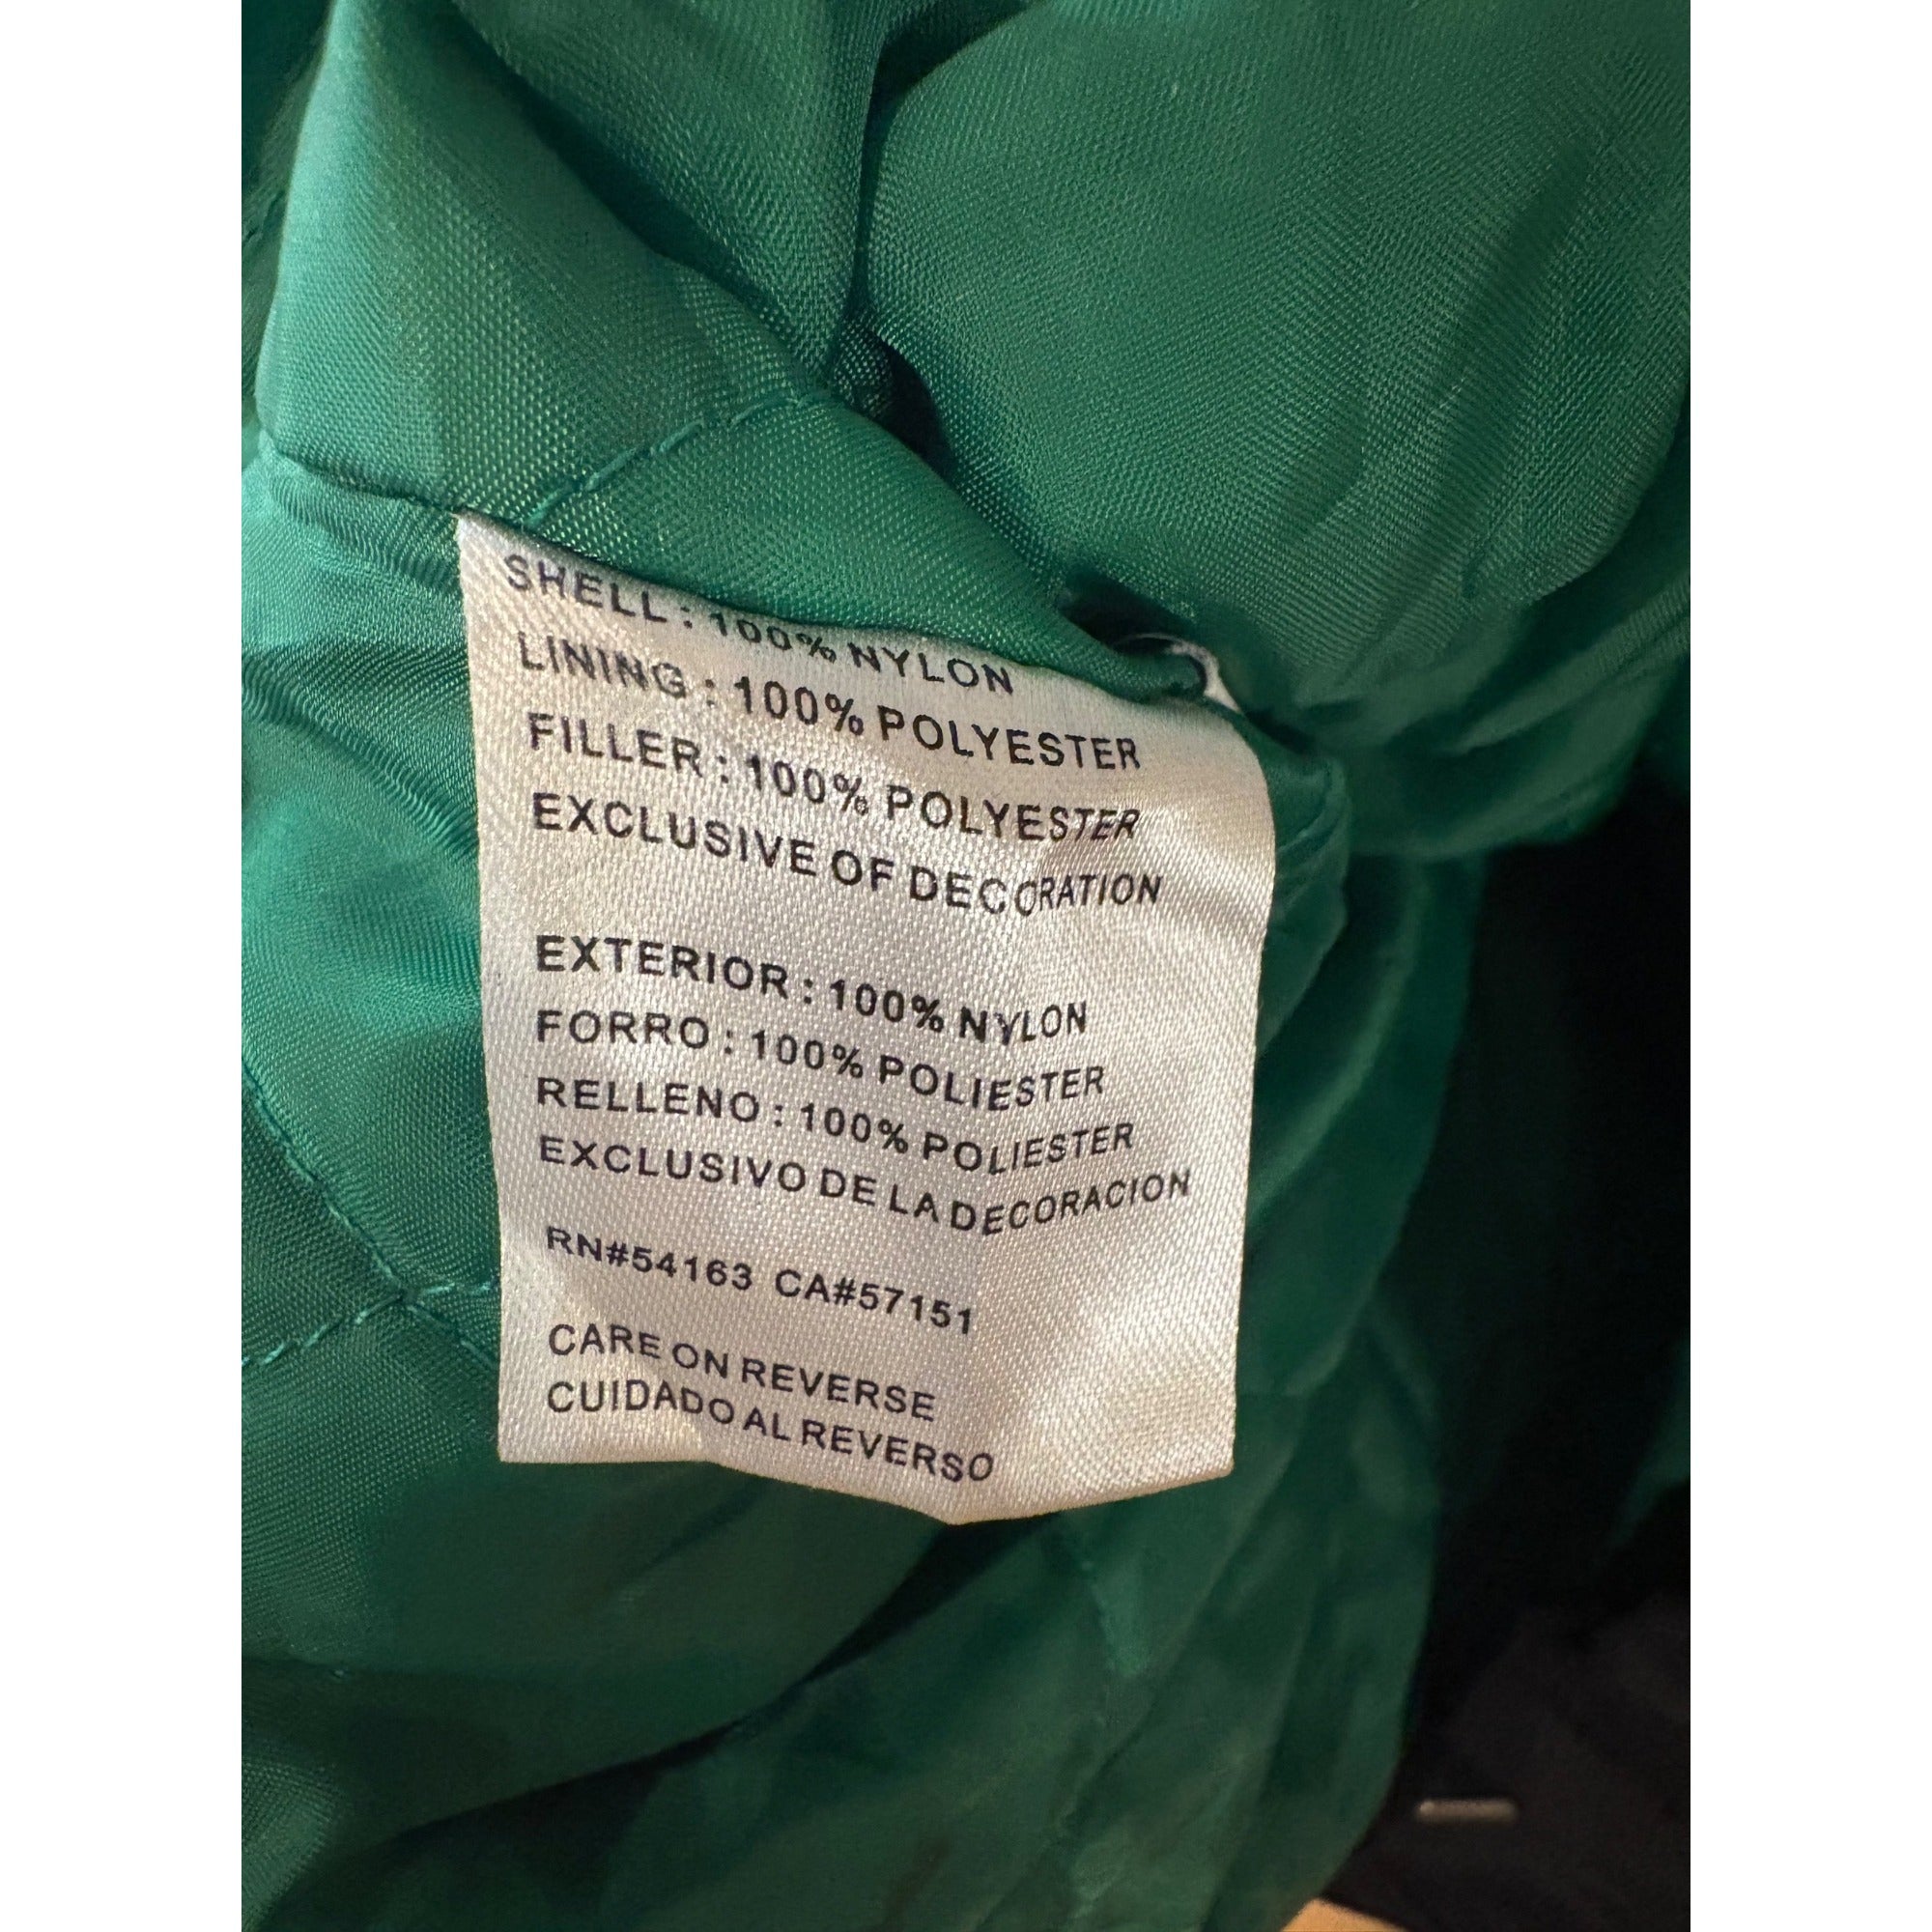 SHELL : 100% NYLON
LINING : 100% POLYESTER
FILLER : 100% POLYESTER
EXCLUSIVE OF DECORATION
EXTERIOR : 100% NYLON
FORRO : 100% POLIESTER
RELLENO : 100% POLIESTER
EXCLUSIVO DE LA DECORACION
RN#54163 CA#57151
CARE ON REVERSE
CUIDADO AL REVERSO